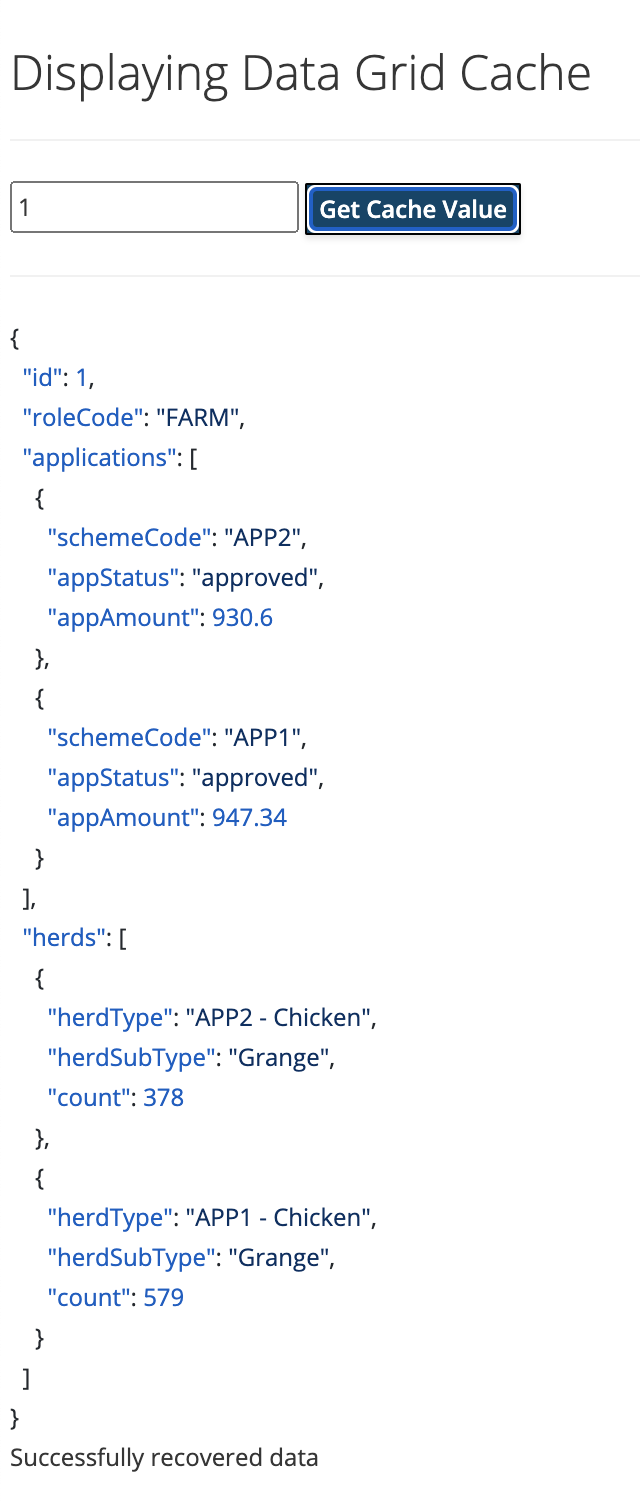 Displaying Data Grid Cache
1
Get Cache Value
{
"id": 1,
"roleCode": "FARM",
"applications": [
{
"schemeCode": "APP2",
"appStatus": "approved",
"appAmount": 930.6
},
{
"schemeCode": "APP1",
"appStatus": "approved",
"appAmount": 947.34
}
],
"herds": [
{
"herdType": "APP2 - Chicken",
"herdSubType": "Grange",
"count": 378
},
{
"herdType": "APP1 - Chicken",
"herdSubType": "Grange",
"count": 579
}
]
}
Successfully recovered data